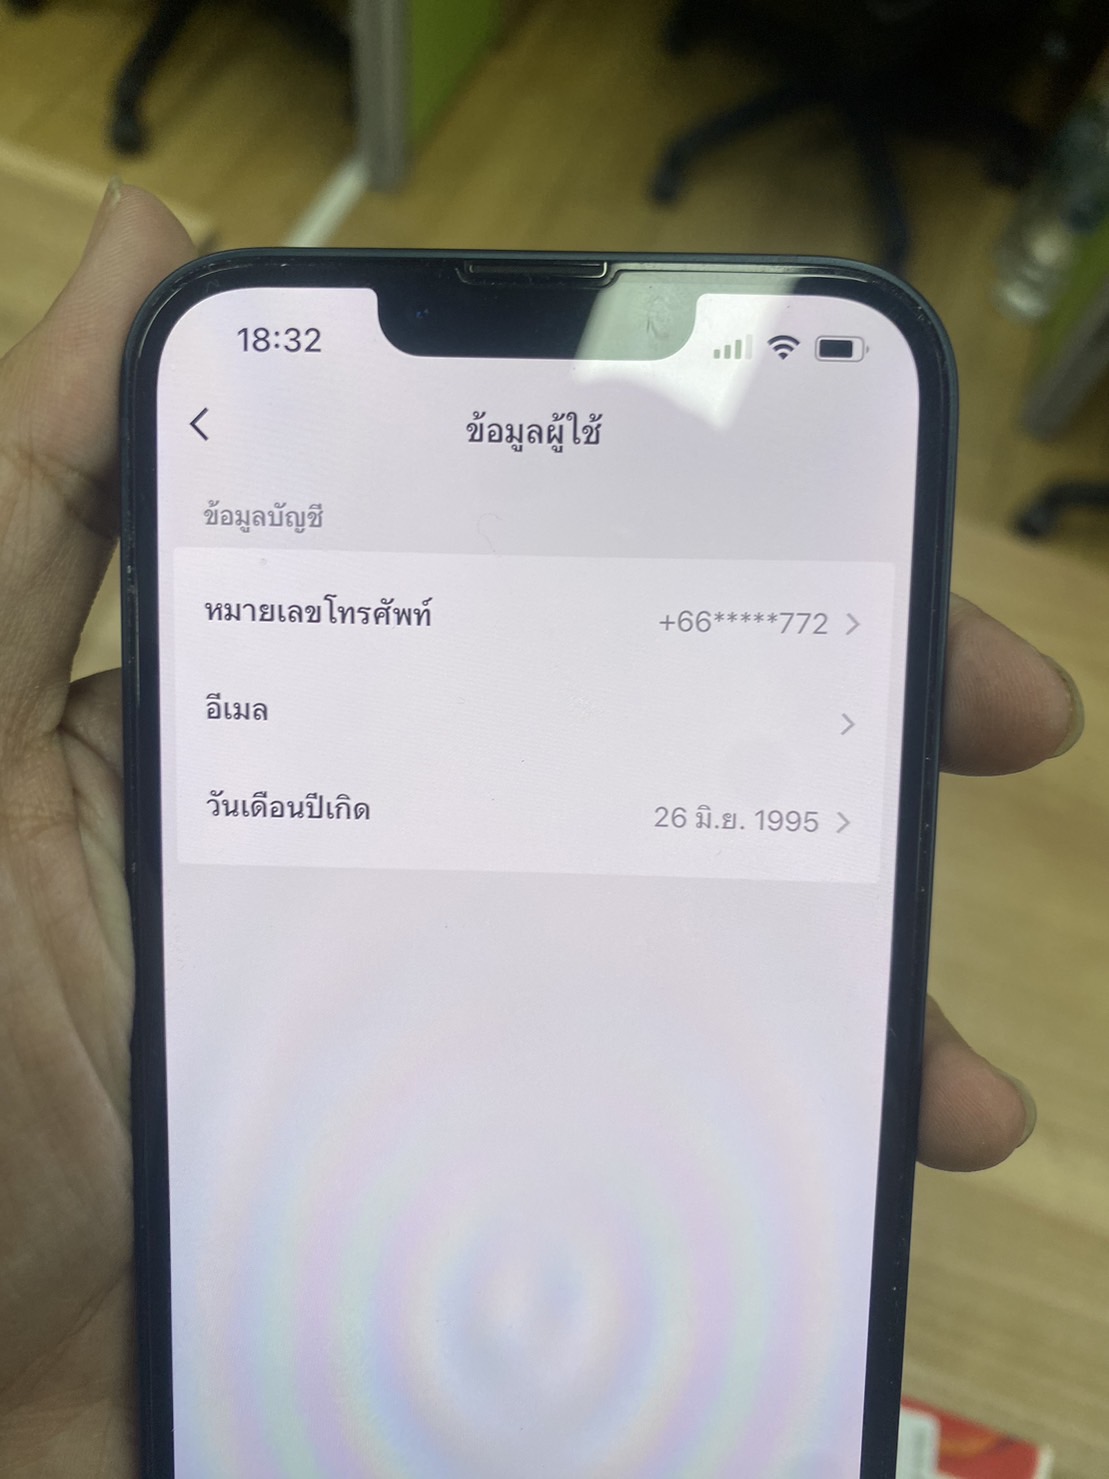 18:32
ข้อมูลผู้ใช้
ข้อมูลบัญชี
หมายเลขโทรศัพท์ +66*****772
อีเมล
วันเดือนปีเกิด 26 มิ.ย. 1995